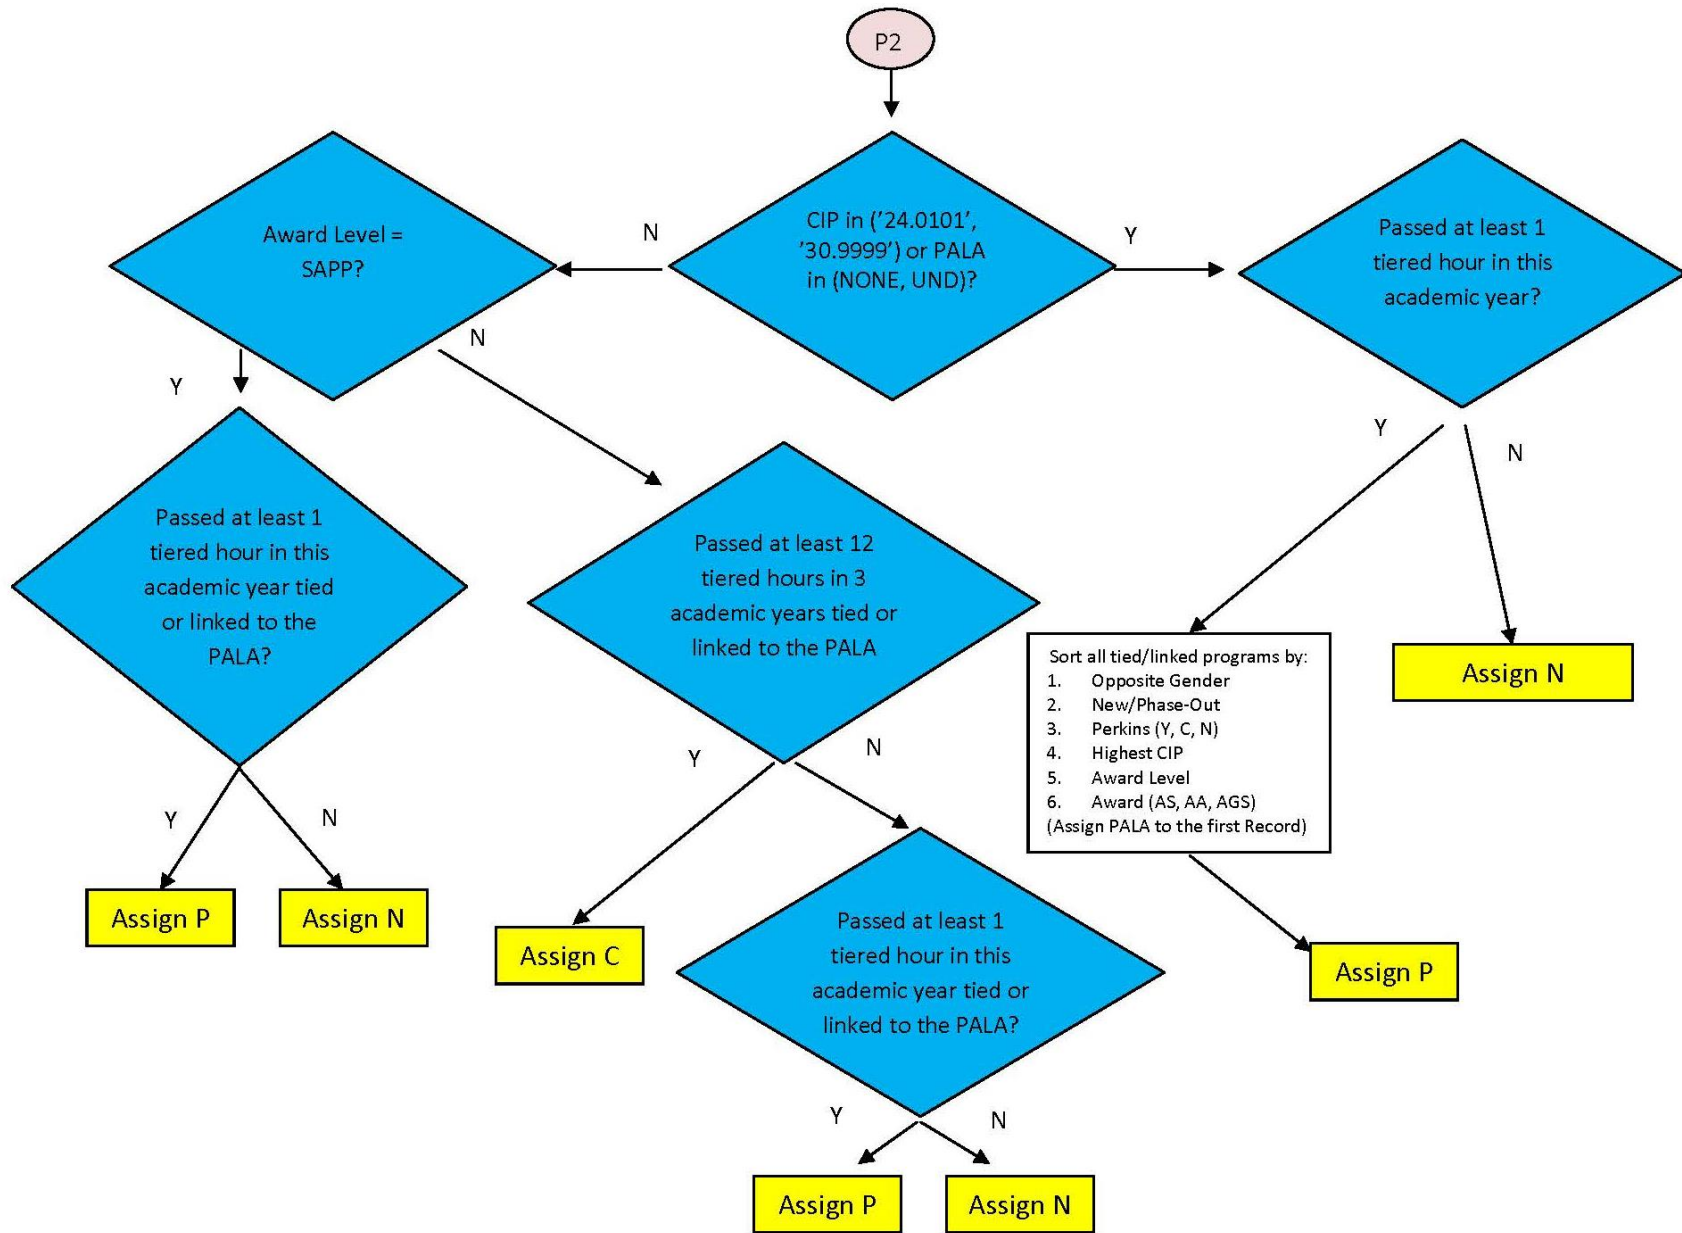 P2
Award Level =
SAPP?
N
CIP in (’24.0101’,
’30.9999’) or PALA
in (NONE, UND)?
Y
Passed at least 1
tiered hour in this
academic year?
Y
N
Y
N
Passed at least 1
tiered hour in this
academic year tied
or linked to the
PALA?
Passed at least 12
tiered hours in 3
academic years tied or
linked to the PALA
Sort all tied/linked programs by:
1. Opposite Gender
2. New/Phase-Out
3. Perkins (Y, C, N)
4. Highest CIP
5. Award Level
6. Award (AS, AA, AGS)
(Assign PALA to the first Record)
Assign N
Y
N
Y
N
Assign P
Assign N
Assign C
Passed at least 1
tiered hour in this
academic year tied or
linked to the PALA?
Assign P
Y
N
Assign P
Assign N